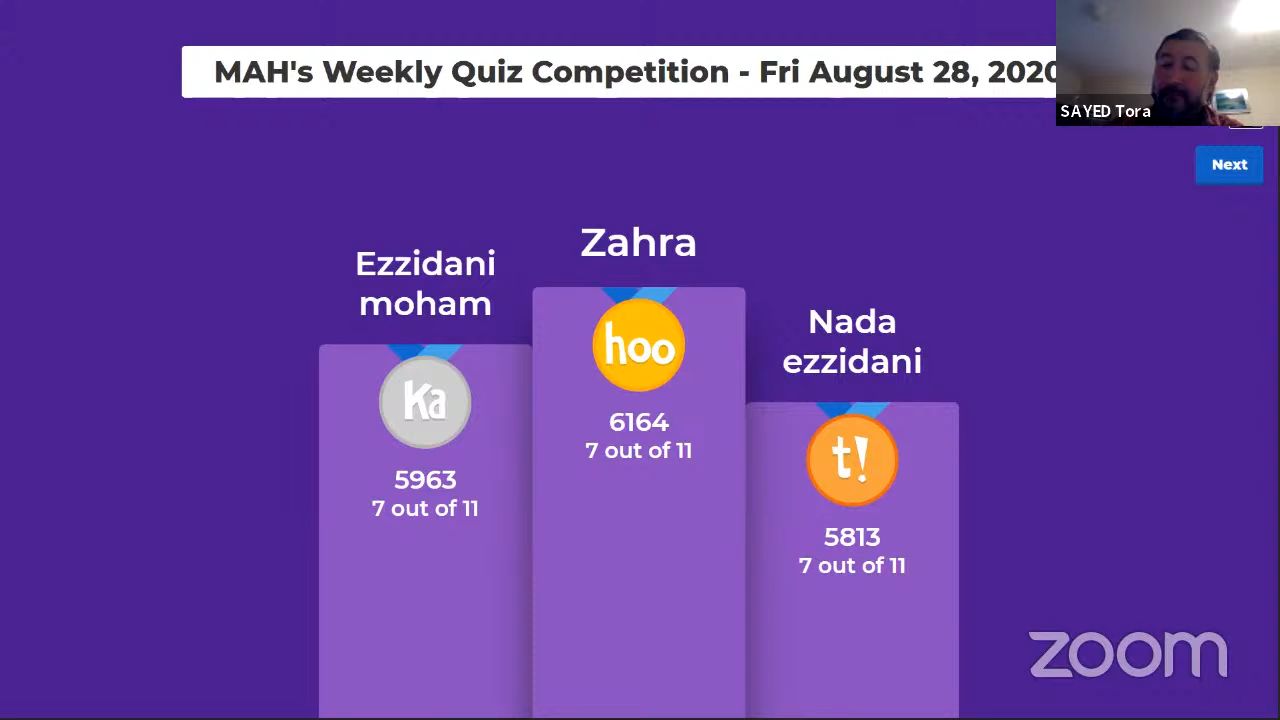 MAH's Weekly Quiz Competition - Fri August 28, 2020
SAYED Tora
Next
Zahra
Ezzidani
moham
Nada
ezzidani
hoo
6164
7 out of 11
Ka
5963
7 out of 11
t!
5813
7 out of 11
zoom